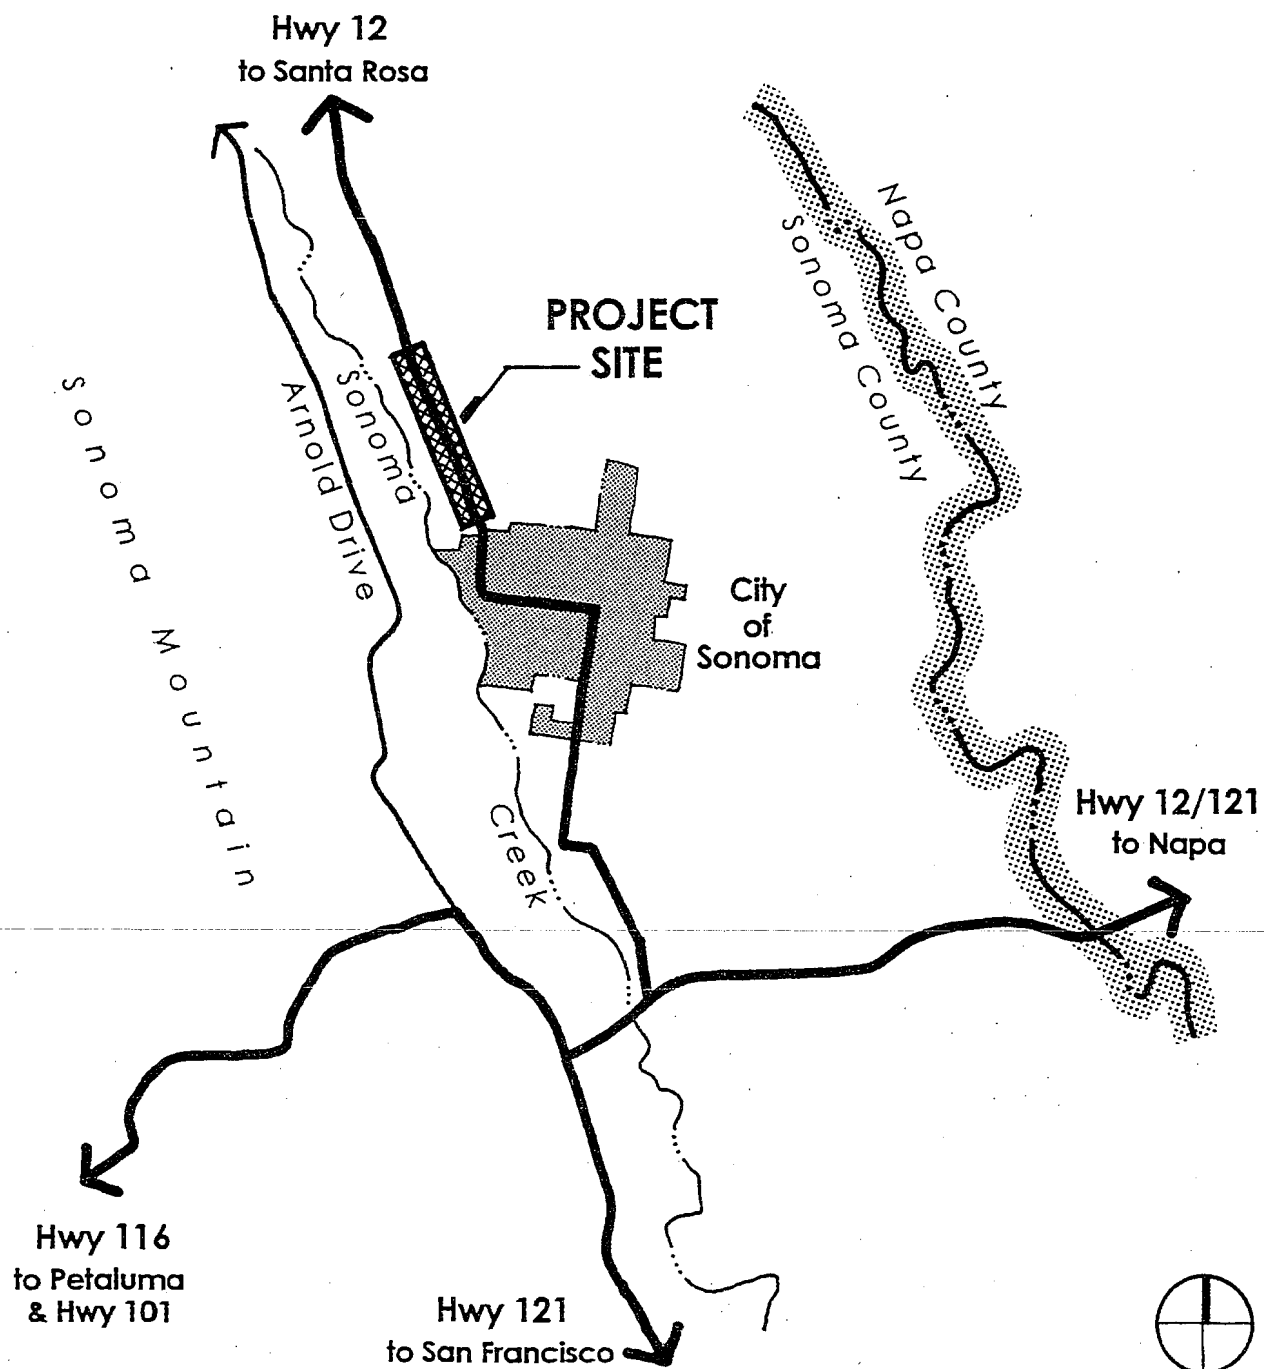 Hwy 12
to Santa Rosa
Napa County
Sonoma County
PROJECT
SITE
Sonoma
Arnold Drive
Sonoma Mountain
City
of
Sonoma
Creek
Hwy 12/121
to Napa
Hwy 116
to Petaluma
& Hwy 101
Hwy 121
to San Francisco